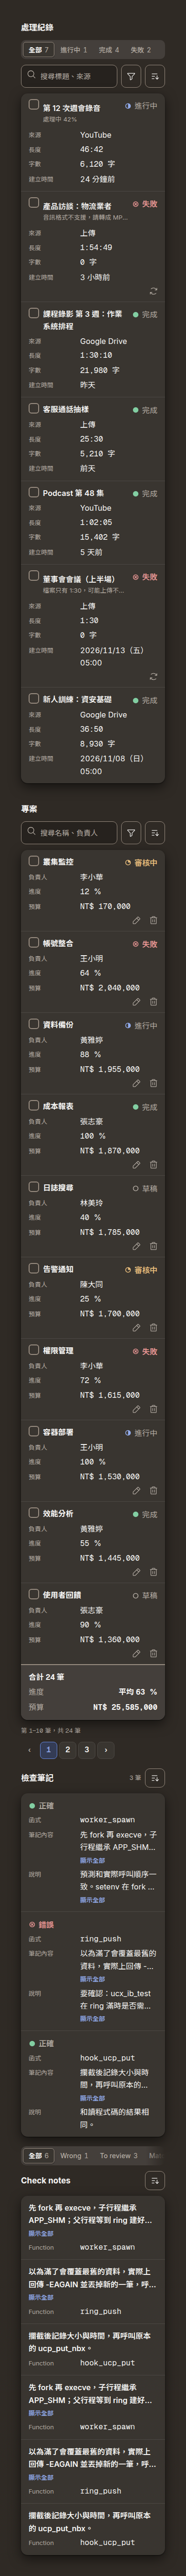 處理紀錄
全部 7 進行中 1 完成 4 失敗 2
搜尋標題、來源
第 12 次週會錄音 進行中
處理中 42%
來源 YouTube
長度 46:42
字數 6,120 字
建立時間 24 分鐘前
產品訪談：物流業者 失敗
音訊格式不支援，請轉成 MP…
來源 上傳
長度 1:54:49
字數 0 字
建立時間 3 小時前
課程錄影 第 3 週：作業 完成
系統排程
來源 Google Drive
長度 1:30:10
字數 21,980 字
建立時間 昨天
客服通話抽樣 完成
來源 上傳
長度 25:30
字數 5,210 字
建立時間 前天
Podcast 第 48 集 完成
來源 YouTube
長度 1:02:05
字數 15,402 字
建立時間 5 天前
董事會會議（上半場） 失敗
檔案只有 1:30，可能上傳不…
來源 上傳
長度 1:30
字數 0 字
建立時間 2026/11/13（五）
05:00
新人訓練：資安基礎 完成
來源 Google Drive
長度 36:50
字數 8,930 字
建立時間 2026/11/08（日）
05:00
專案
搜尋名稱、負責人
叢集監控 審核中
負責人 李小華
進度 12 %
預算 NT$ 170,000
帳號整合 失敗
負責人 王小明
進度 64 %
預算 NT$ 2,040,000
資料備份 進行中
負責人 黃雅婷
進度 88 %
預算 NT$ 1,955,000
成本報表 完成
負責人 張志豪
進度 100 %
預算 NT$ 1,870,000
日誌搜尋 草稿
負責人 林美玲
進度 40 %
預算 NT$ 1,785,000
告警通知 審核中
負責人 陳大同
進度 25 %
預算 NT$ 1,700,000
權限管理 失敗
負責人 李小華
進度 72 %
預算 NT$ 1,615,000
容器部署 進行中
負責人 王小明
進度 100 %
預算 NT$ 1,530,000
效能分析 完成
負責人 黃雅婷
進度 55 %
預算 NT$ 1,445,000
使用者回饋 草稿
負責人 張志豪
進度 90 %
預算 NT$ 1,360,000
合計 24 筆
進度 平均 63 %
預算 NT$ 25,585,000
第 1–10 筆，共 24 筆
‹ 1 2 3 ›
檢查筆記 3 筆
正確
函式 worker_spawn
筆記內容 先 fork 再 execve，子行
程繼承 APP_SHM…
顯示全部
說明 預測和實際呼叫順序一
致。setenv 在 fork …
顯示全部
錯誤
函式 ring_push
筆記內容 以為滿了會覆蓋最舊的
資料，實際上回傳 -…
顯示全部
說明 要確認：ucx_ib_test
在 ring 滿時是否需…
顯示全部
正確
函式 hook_ucp_put
筆記內容 攔截後記錄大小與時
間，再呼叫原本的…
顯示全部
說明 和讀程式碼的結果相
同。
全部 6 Wrong 1 To review 3
Check notes
先 fork 再 execve，子行程繼承
APP_SHM；父行程等到 ring 建好…
顯示全部
Function worker_spawn
以為滿了會覆蓋最舊的資料，實際上
回傳 -EAGAIN 並丟掉新的一筆，呼…
顯示全部
Function ring_push
攔截後記錄大小與時間，再呼叫原本
的 ucp_put_nbx。
Function hook_ucp_put
先 fork 再 execve，子行程繼承
APP_SHM；父行程等到 ring 建好…
顯示全部
Function worker_spawn
以為滿了會覆蓋最舊的資料，實際上
回傳 -EAGAIN 並丟掉新的一筆，呼…
顯示全部
Function ring_push
攔截後記錄大小與時間，再呼叫原本
的 ucp_put_nbx。
Function hook_ucp_put